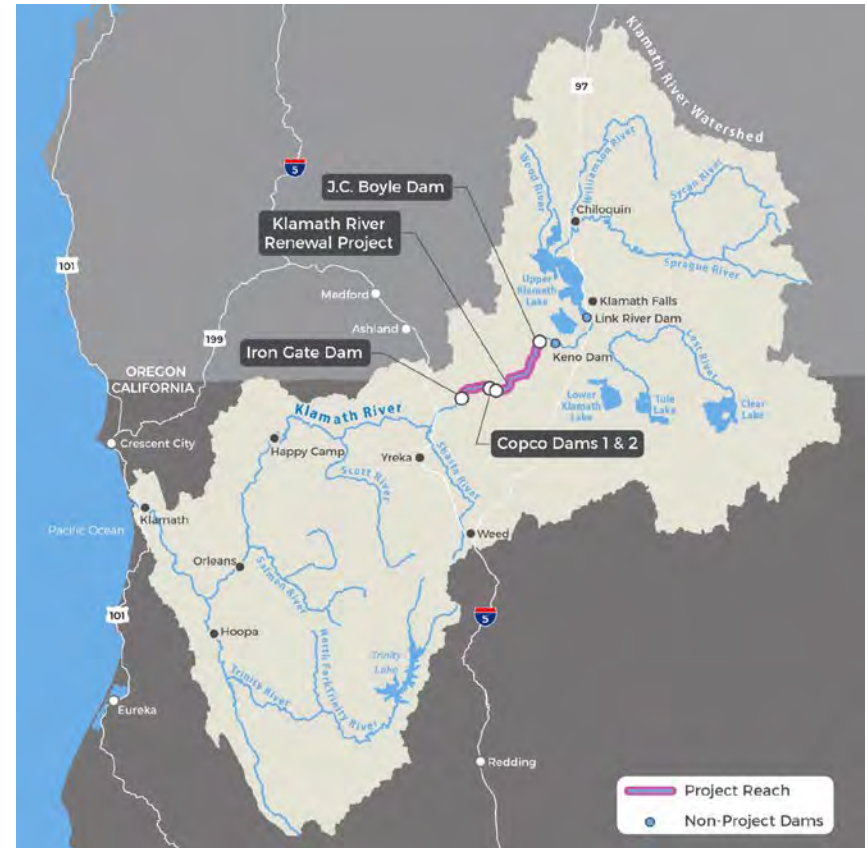 Klamath River Watershed
97
5
Wood River
Williamson River
Sycan River
J.C. Boyle Dam
Chiloquin
Klamath River
Renewal Project
101
Sprague River
Upper
Klamath
Lake
Medford
Klamath Falls
Link River Dam
Ashland
199
Keno Dam
Lost River
Iron Gate Dam
OREGON
CALIFORNIA
Lower
Klamath
Lake
Tule
Lake
Clear
Lake
Klamath River
Crescent City
Happy Camp
Copco Dams 1 & 2
Yreka
Scott River
Shasta River
Klamath
Pacific Ocean
Weed
Orleans
Salmon River
101
5
Hoopa
North Fork Trinity River
Trinity
Lake
Trinity River
Eureka
Redding
Project Reach
Non-Project Dams